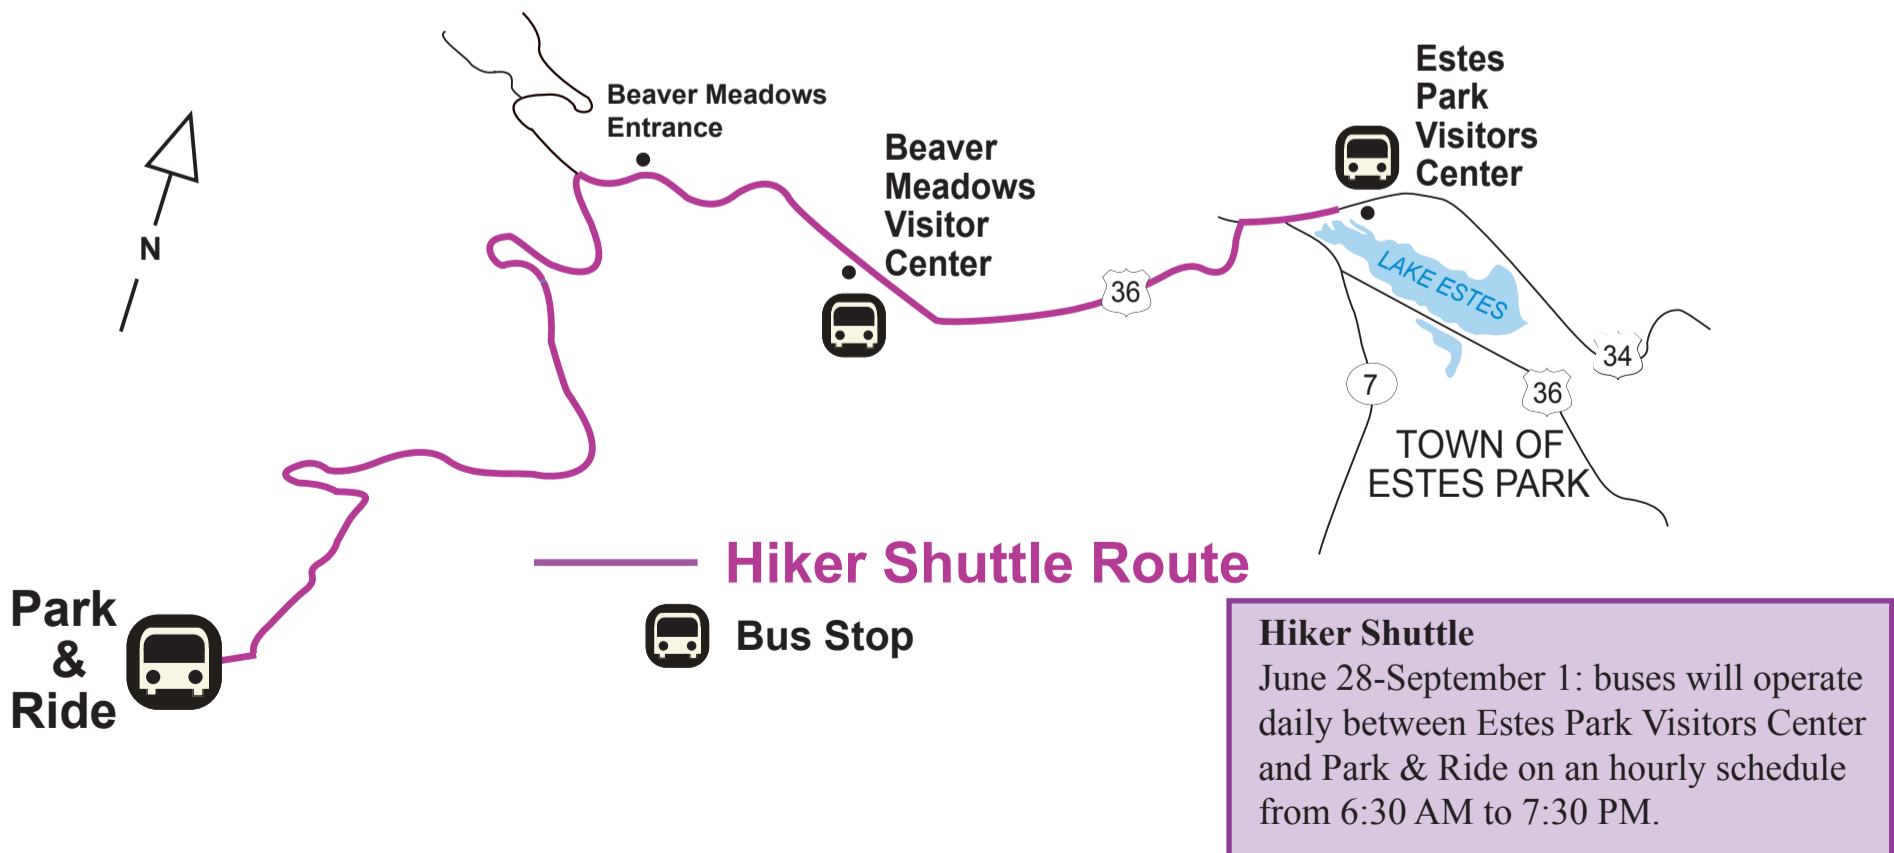 Beaver Meadows
Entrance
Beaver
Meadows
Visitor
Center
Estes
Park
Visitors
Center
N
36
LAKE ESTES
34
7
36
TOWN OF
ESTES PARK
Park
&
Ride
Hiker Shuttle Route
Bus Stop
Hiker Shuttle
June 28-September 1: buses will operate
daily between Estes Park Visitors Center
and Park & Ride on an hourly schedule
from 6:30 AM to 7:30 PM.